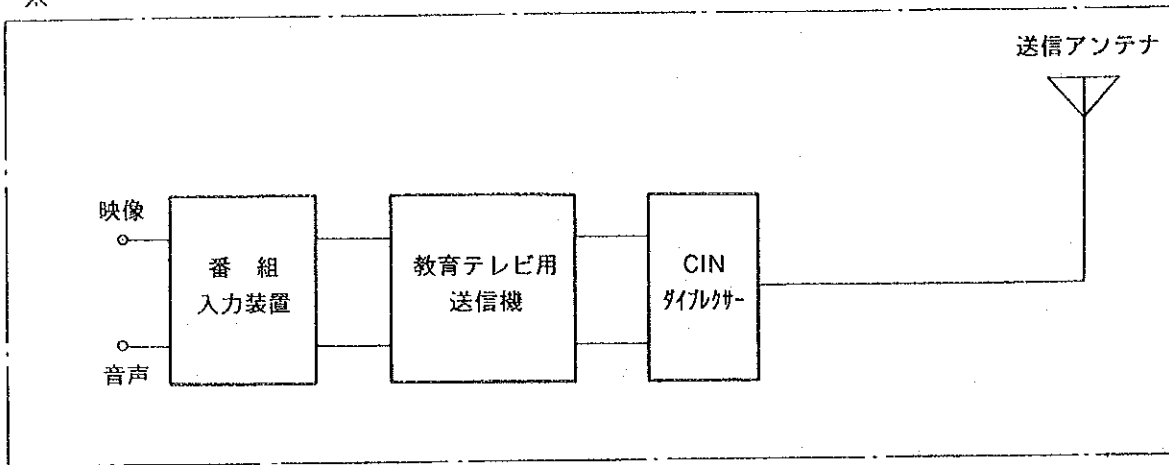 送信アンテナ
映像
番 組
入力装置
教育テレビ用
送信機
CIN
ダイプレクサー
音声